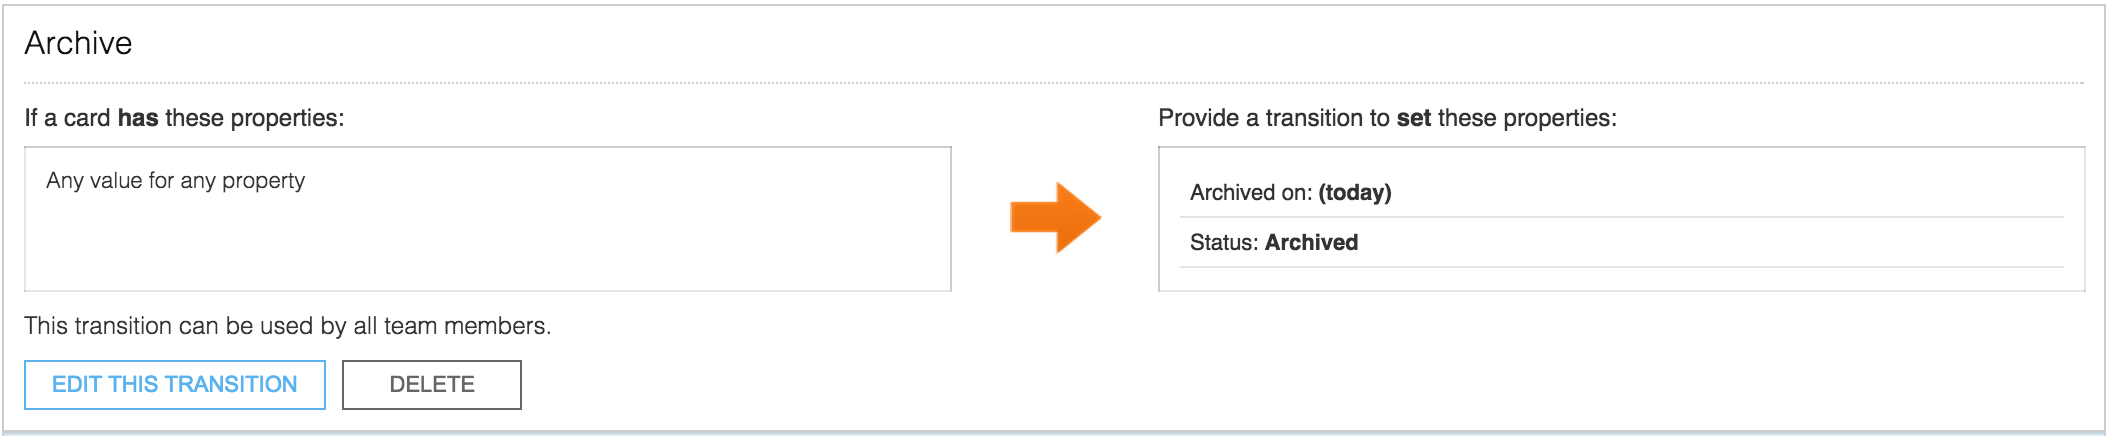 Archive
If a card has these properties:
Provide a transition to set these properties:
Any value for any property
Archived on: (today)
Status: Archived
This transition can be used by all team members.
EDIT THIS TRANSITION
DELETE